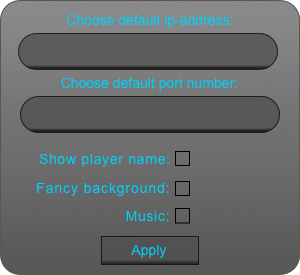 Choose default ip-address:
Choose default port number:
Show player name:
Fancy background:
Music:
Apply